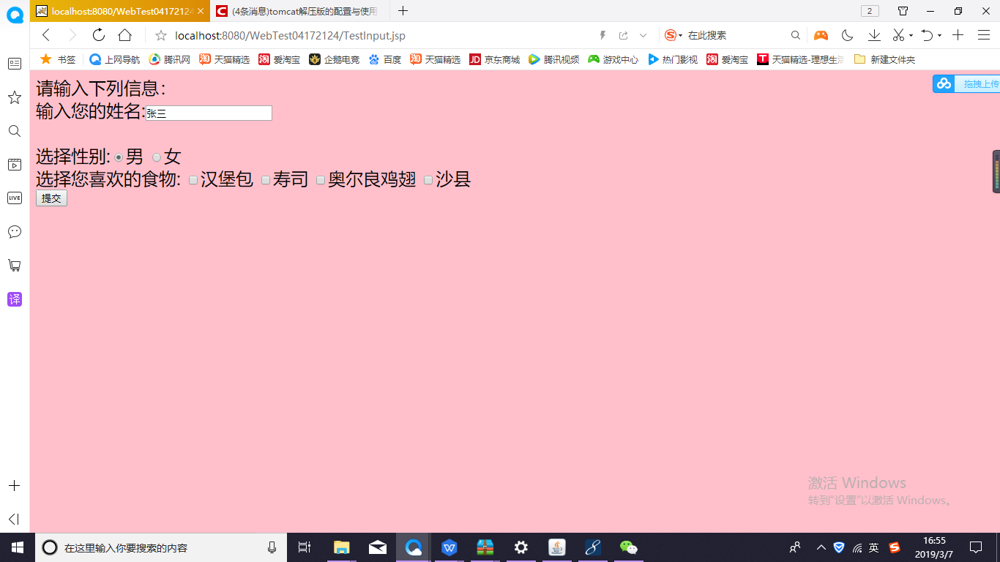 localhost:8080/WebTest04172124
(4条消息)tomcat解压版的配置与使用
2
localhost:8080/WebTest04172124/TestInput.jsp
在此搜索
书签 上网导航 腾讯网 天猫精选 爱淘宝 企鹅电竞 百度 天猫精选 京东商城 腾讯视频 游戏中心 热门影视 爱淘宝 天猫精选-理想生活 新建文件夹
拖拽上传
请输入下列信息：
输入您的姓名:张三
选择性别: 男 女
选择您喜欢的食物: 汉堡包 寿司 奥尔良鸡翅 沙县
提交
LIVE
译
激活 Windows
转到"设置"以激活 Windows。
在这里输入你要搜索的内容
英
16:55
2019/3/7